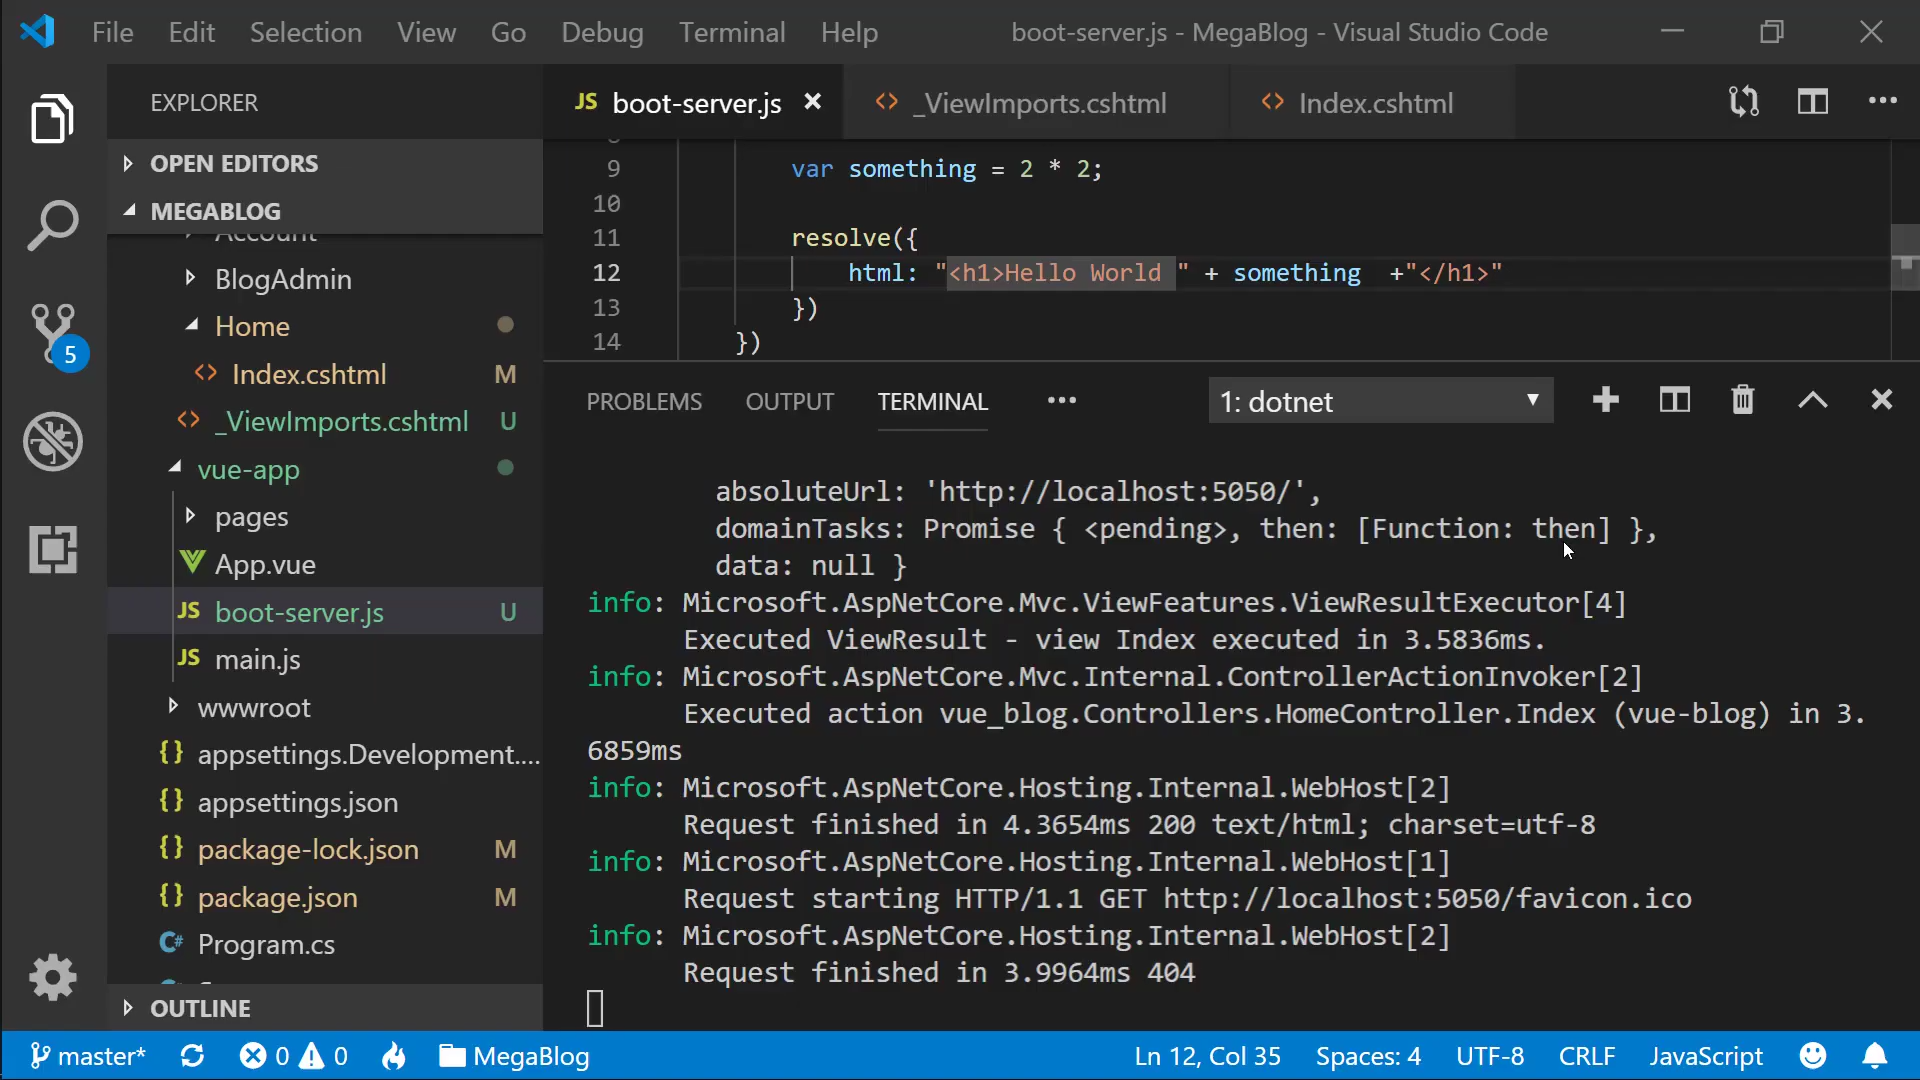 File Edit Selection View Go Debug Terminal Help boot-server.js - MegaBlog - Visual Studio Code
EXPLORER
OPEN EDITORS
MEGABLOG
Account
BlogAdmin
Home
Index.cshtml M
_ViewImports.cshtml U
vue-app
pages
App.vue
JS boot-server.js U
JS main.js
wwwroot
{} appsettings.Development....
{} appsettings.json
{} package-lock.json M
{} package.json M
C# Program.cs
OUTLINE
5
JS boot-server.js _ViewImports.cshtml Index.cshtml
9 var something = 2 * 2;
10
11 resolve({
12 html: "<h1>Hello World " + something  +"</h1>"
13 })
14 })
PROBLEMS OUTPUT TERMINAL 1: dotnet
absoluteUrl: 'http://localhost:5050/',
domainTasks: Promise { <pending>, then: [Function: then] },
data: null }
info: Microsoft.AspNetCore.Mvc.ViewFeatures.ViewResultExecutor[4]
Executed ViewResult - view Index executed in 3.5836ms.
info: Microsoft.AspNetCore.Mvc.Internal.ControllerActionInvoker[2]
Executed action vue_blog.Controllers.HomeController.Index (vue-blog) in 3.
6859ms
info: Microsoft.AspNetCore.Hosting.Internal.WebHost[2]
Request finished in 4.3654ms 200 text/html; charset=utf-8
info: Microsoft.AspNetCore.Hosting.Internal.WebHost[1]
Request starting HTTP/1.1 GET http://localhost:5050/favicon.ico
info: Microsoft.AspNetCore.Hosting.Internal.WebHost[2]
Request finished in 3.9964ms 404
master* 0 0 MegaBlog Ln 12, Col 35 Spaces: 4 UTF-8 CRLF JavaScript